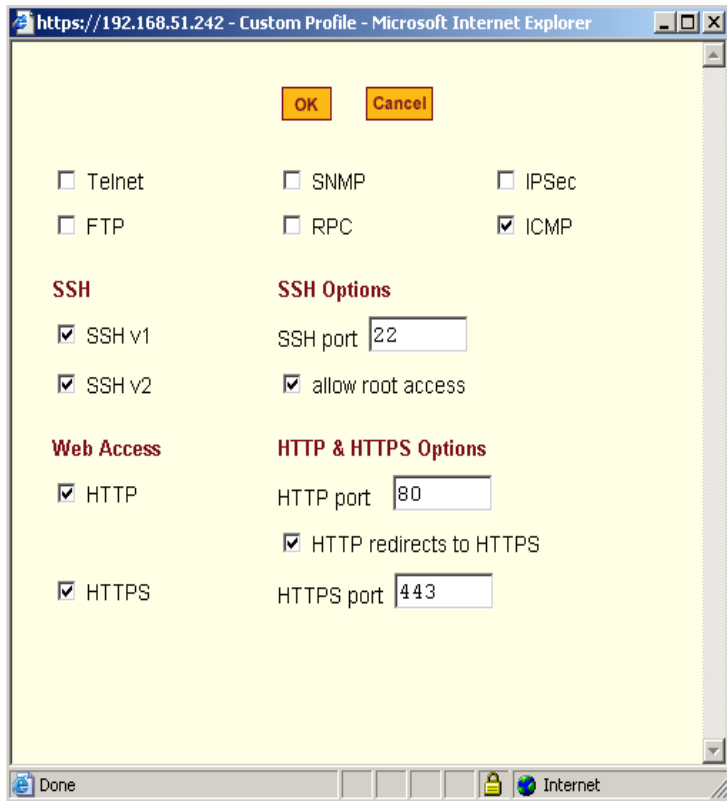 https://192.168.51.242 - Custom Profile - Microsoft Internet Explorer
OK Cancel
Telnet SNMP IPSec
FTP RPC ICMP
SSH SSH Options
SSH v1 SSH port 22
SSH v2 allow root access
Web Access HTTP & HTTPS Options
HTTP HTTP port 80
HTTP redirects to HTTPS
HTTPS HTTPS port 443
Done Internet